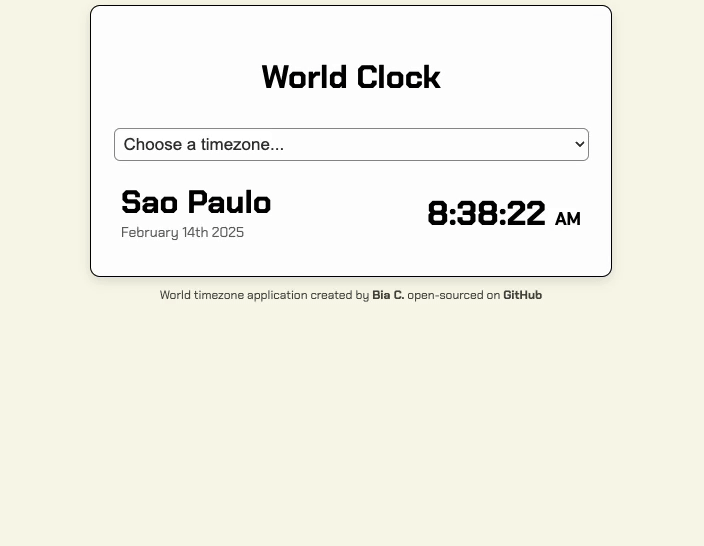 World Clock
Choose a timezone...
Sao Paulo
February 14th 2025
8:38:22 AM
World timezone application created by Bia C. open-sourced on GitHub